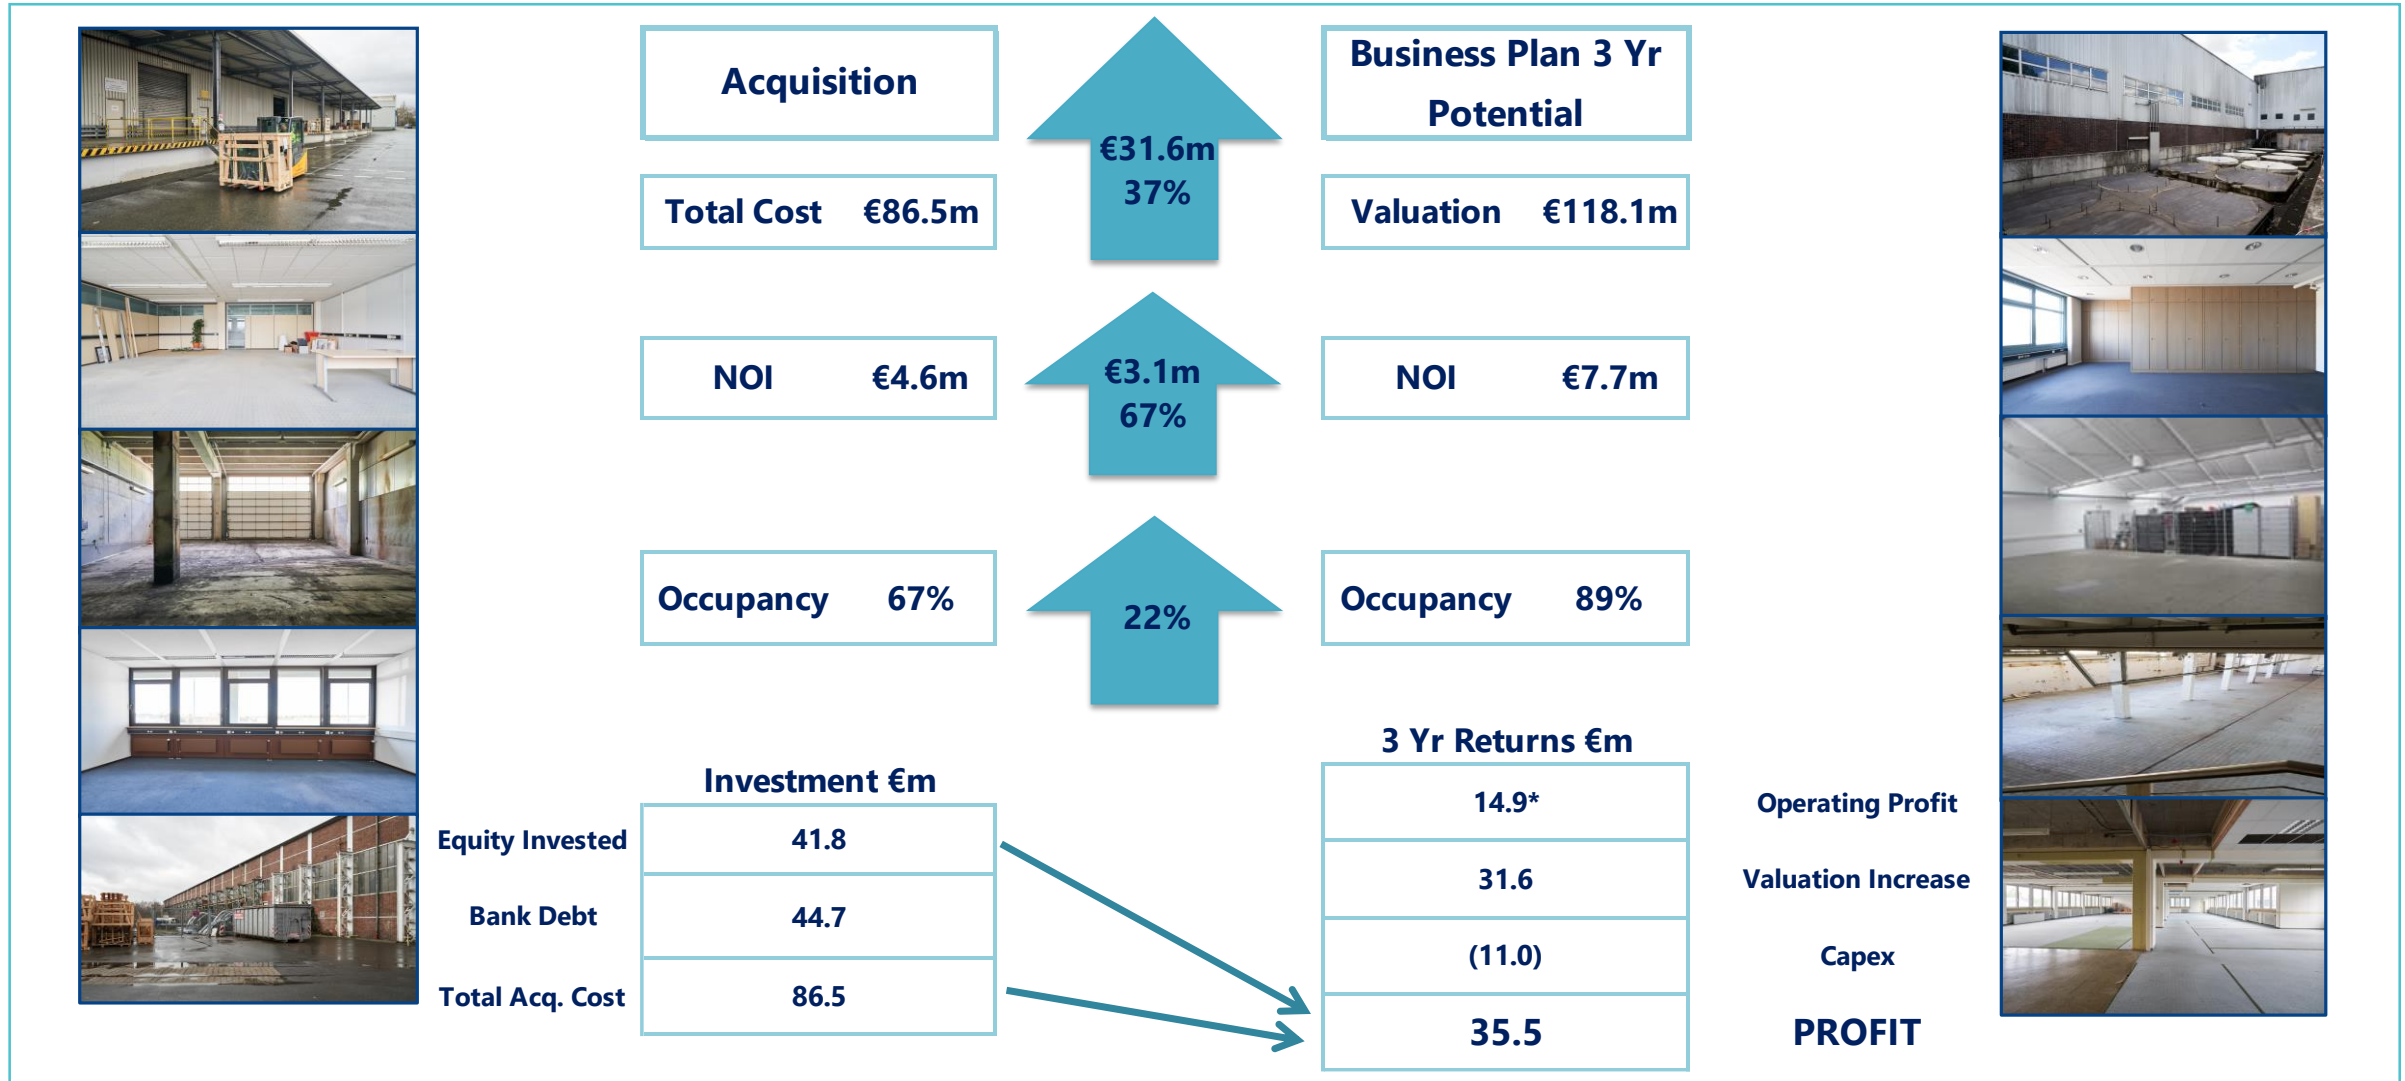 Acquisition
€31.6m
37%
Business Plan 3 Yr
Potential
Total Cost €86.5m
Valuation €118.1m
NOI €4.6m
€3.1m
67%
NOI €7.7m
Occupancy 67%
22%
Occupancy 89%
Investment €m
Equity Invested 41.8
Bank Debt 44.7
Total Acq. Cost 86.5
3 Yr Returns €m
14.9* Operating Profit
31.6 Valuation Increase
(11.0) Capex
35.5 PROFIT